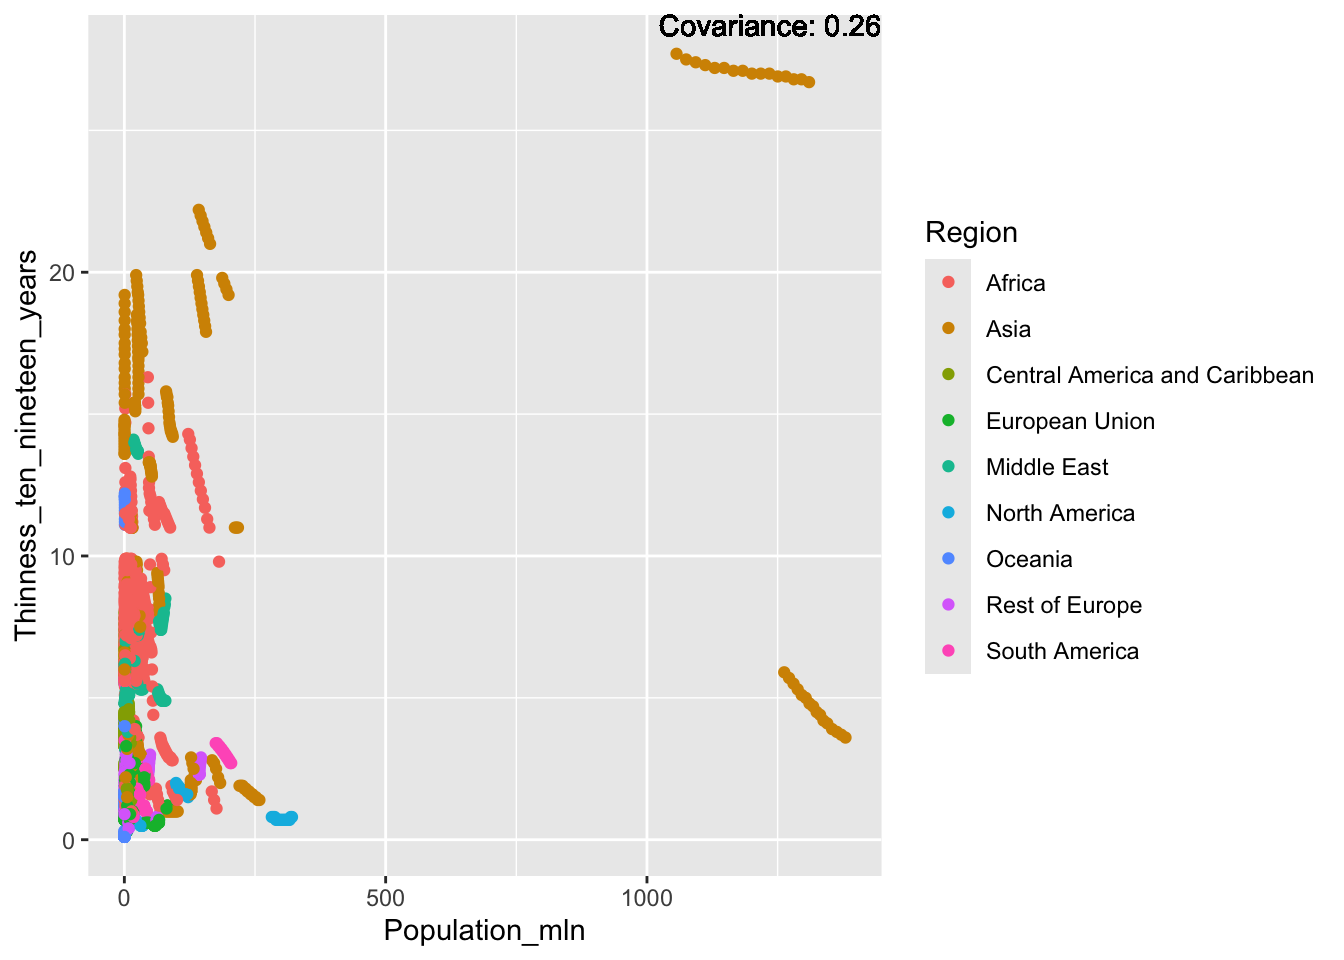 Covariance: 0.26
Thinness_ten_nineteen_years
20
10
0
0
500
1000
Population_mln
Region
Africa
Asia
Central America and Caribbean
European Union
Middle East
North America
Oceania
Rest of Europe
South America